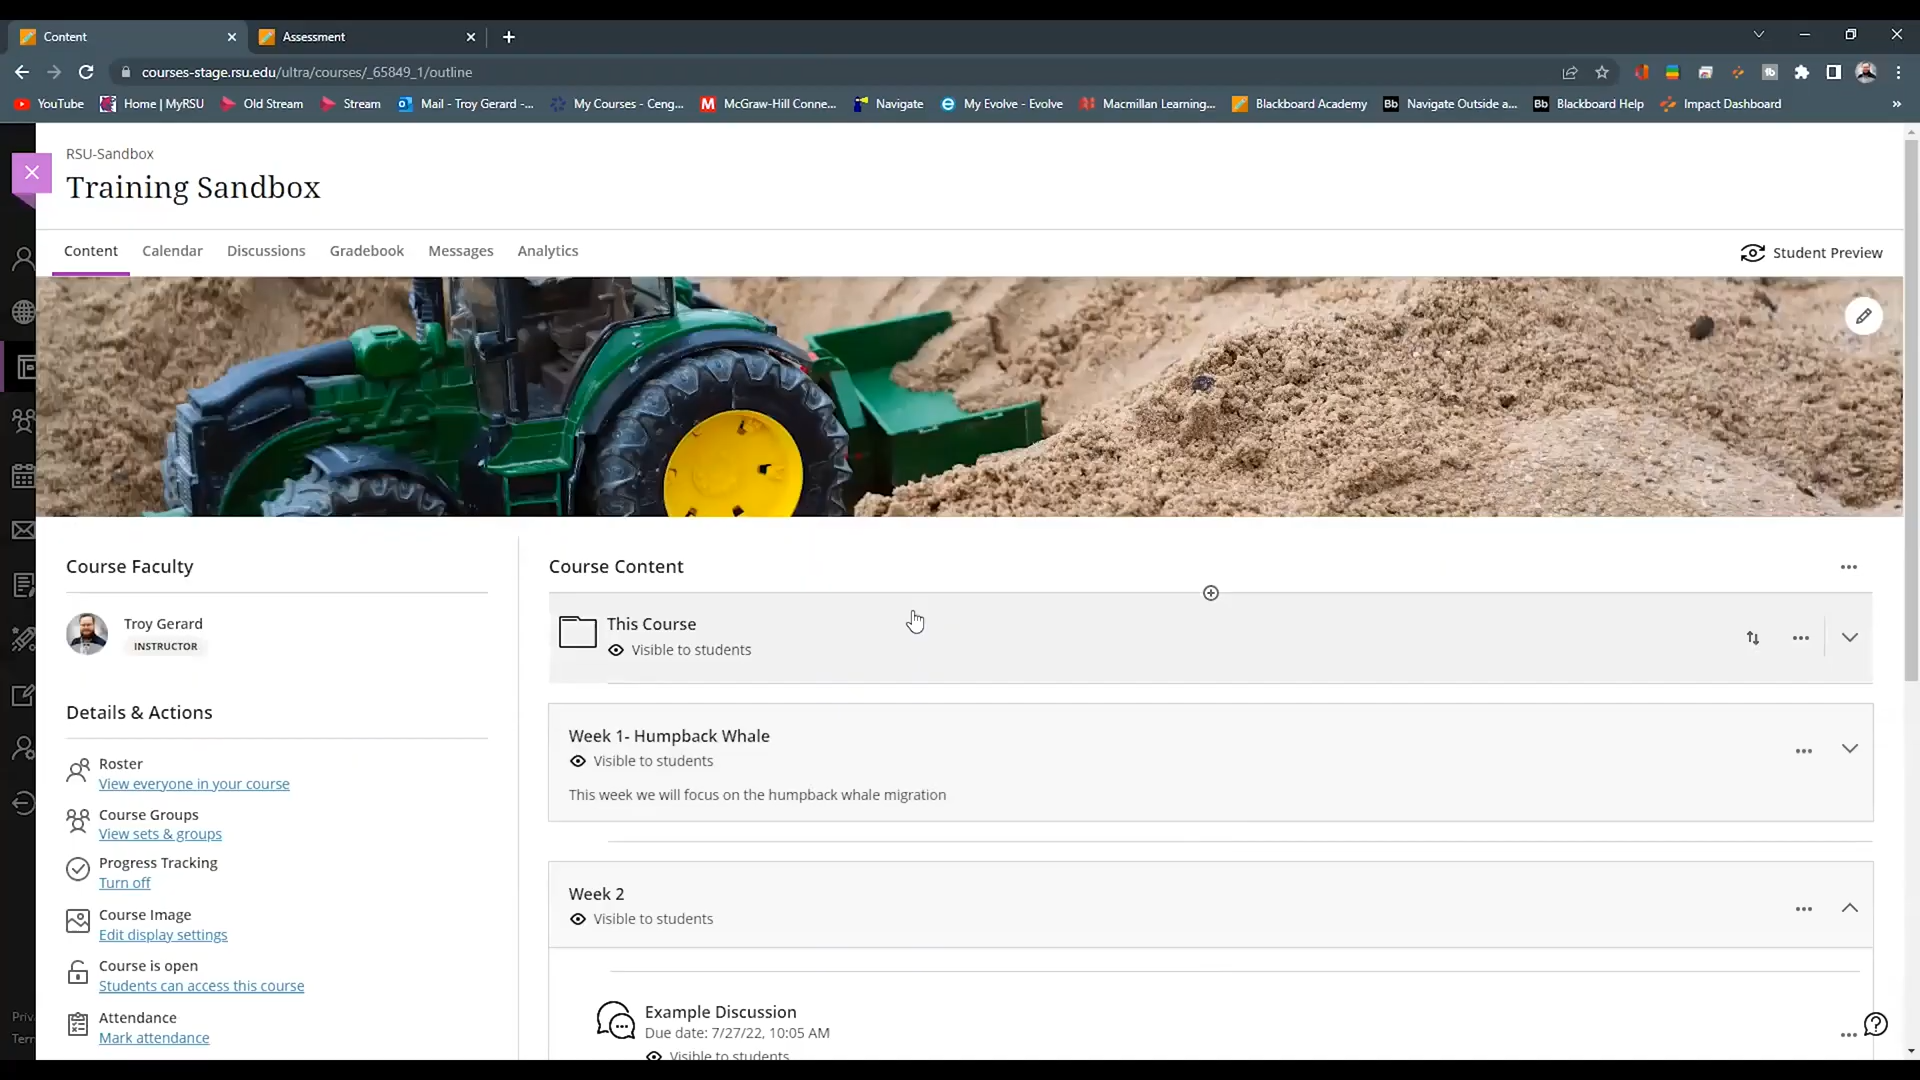 Content
Assessment
courses-stage.rsu.edu/ultra/courses/_65849_1/outline
YouTube
Home | MyRSU
Old Stream
Stream
Mail - Troy Gerard -...
My Courses - Ceng...
McGraw-Hill Conne...
Navigate
My Evolve - Evolve
Macmillan Learning...
Blackboard Academy
Bb Navigate Outside a...
Bb Blackboard Help
Impact Dashboard
»
RSU-Sandbox
Training Sandbox
Content
Calendar
Discussions
Gradebook
Messages
Analytics
Student Preview
Course Faculty
Troy Gerard
INSTRUCTOR
Details & Actions
Roster
View everyone in your course
Course Groups
View sets & groups
Progress Tracking
Turn off
Course Image
Edit display settings
Course is open
Students can access this course
Attendance
Mark attendance
Course Content
This Course
Visible to students
Week 1- Humpback Whale
Visible to students
This week we will focus on the humpback whale migration
Week 2
Visible to students
Example Discussion
Due date: 7/27/22, 10:05 AM
Visible to students